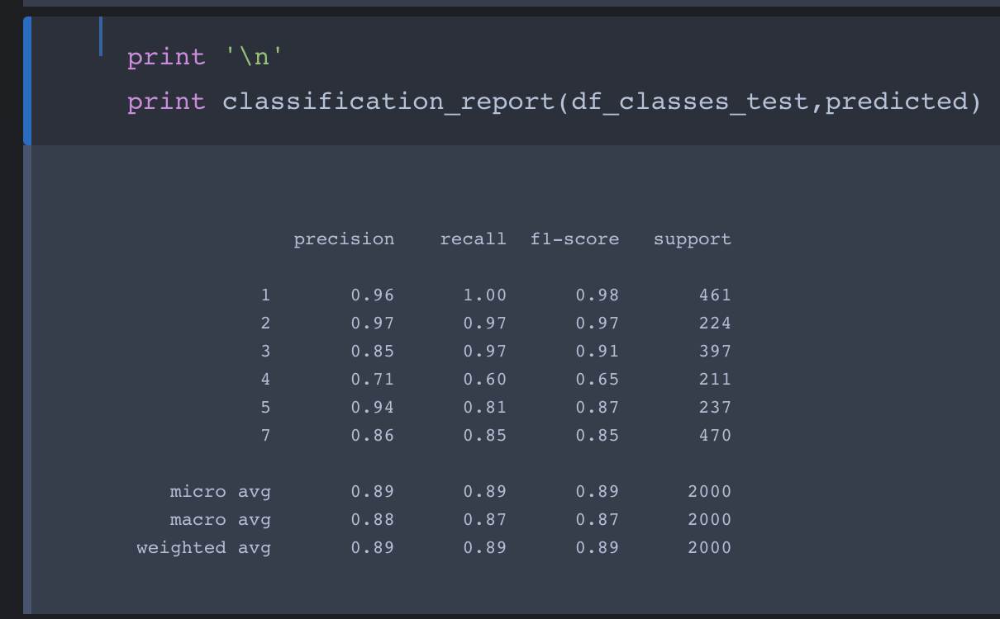 print '\n'
print classification_report(df_classes_test,predicted)
precision recall f1-score support
1 0.96 1.00 0.98 461
2 0.97 0.97 0.97 224
3 0.85 0.97 0.91 397
4 0.71 0.60 0.65 211
5 0.94 0.81 0.87 237
7 0.86 0.85 0.85 470
micro avg 0.89 0.89 0.89 2000
macro avg 0.88 0.87 0.87 2000
weighted avg 0.89 0.89 0.89 2000